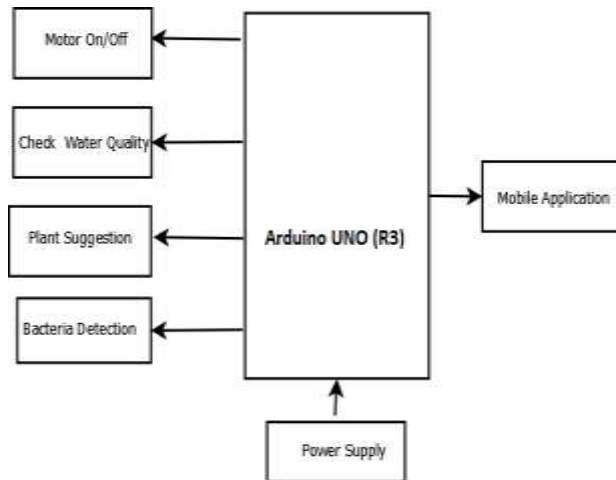 Motor On/Off
Check Water Quality
Mobile Application
Plant Suggestion
Arduino UNO (R3)
Bacteria Detection
Power Supply